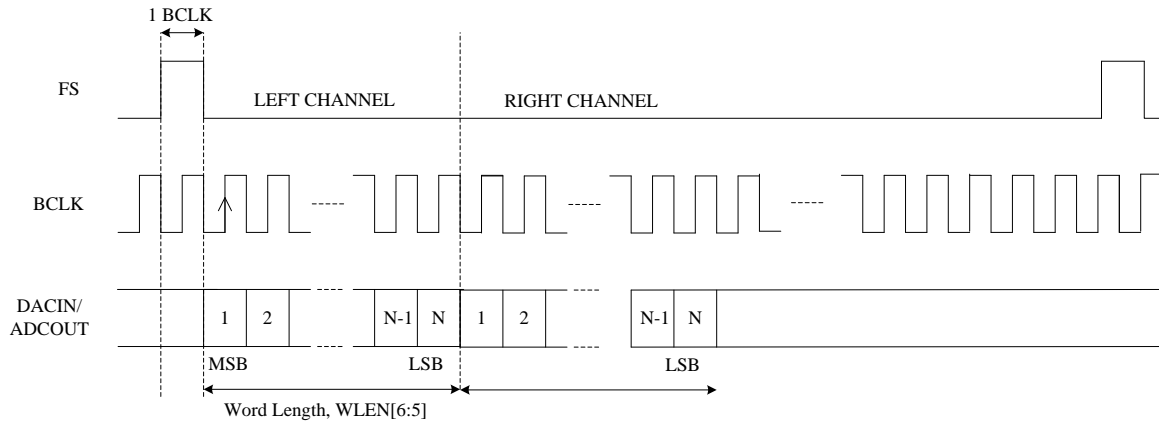 1 BCLK
FS
LEFT CHANNEL
RIGHT CHANNEL
BCLK
DACIN/
ADCOUT
1 2 N-1 N 1 2 N-1 N
MSB LSB LSB
Word Length, WLEN[6:5]